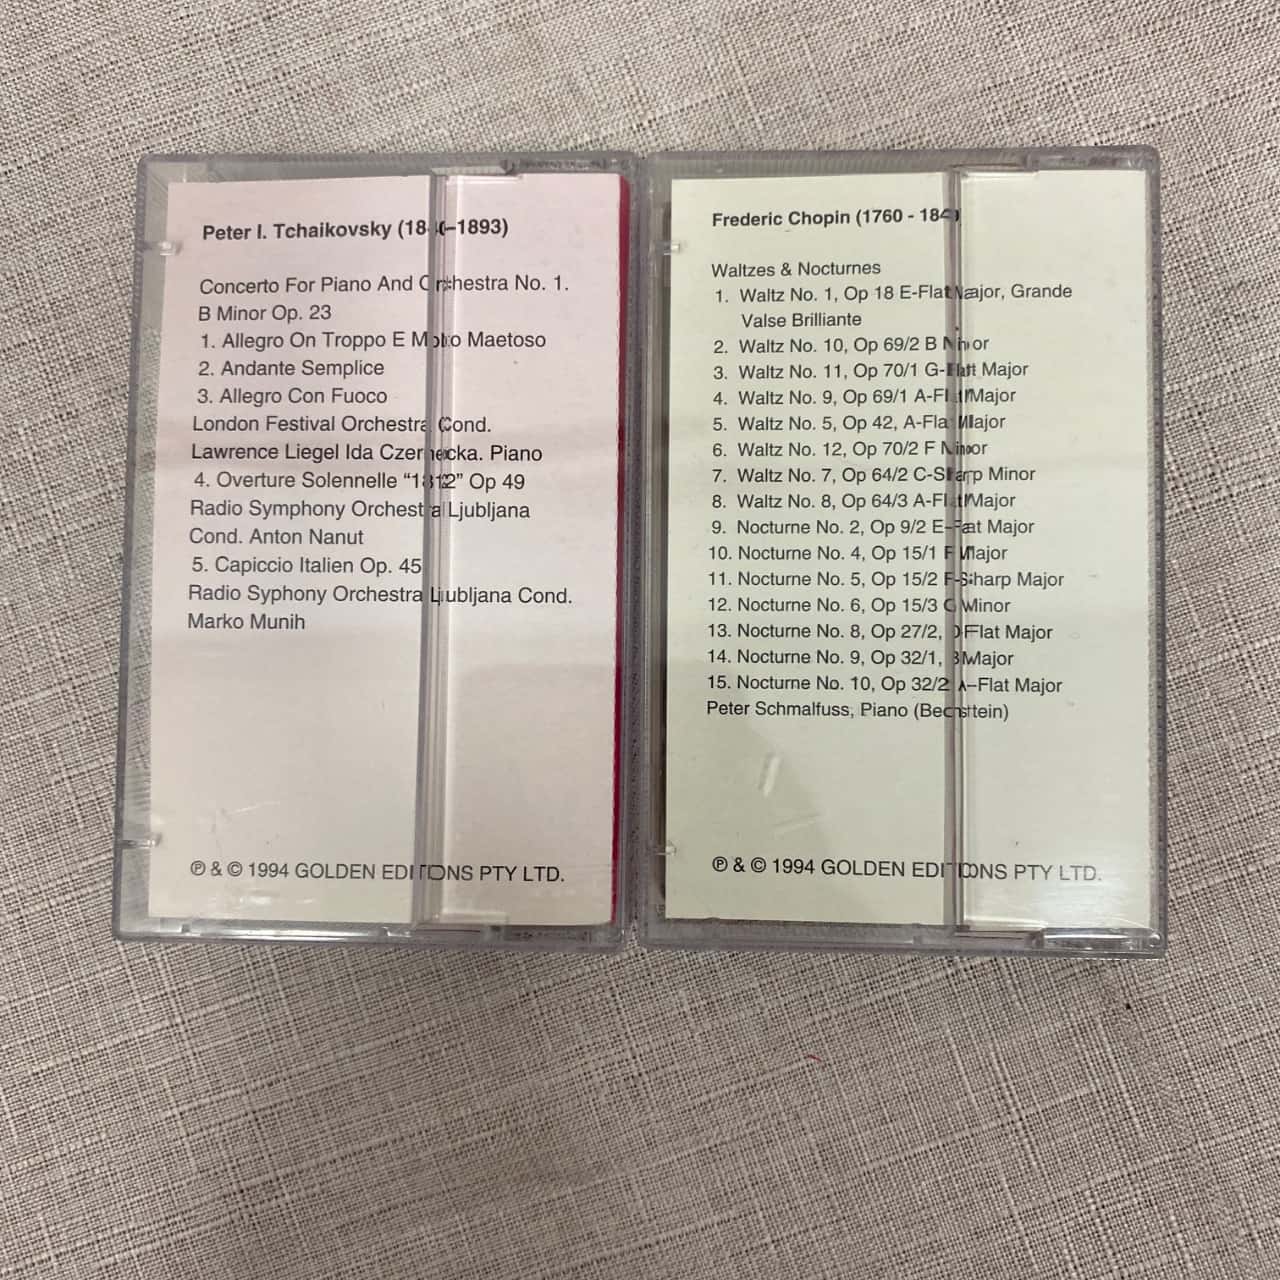 Peter I. Tchaikovsky (1840–1893)
Concerto For Piano And Orchestra No. 1.
B Minor Op. 23
1. Allegro On Troppo E Molto Maetoso
2. Andante Semplice
3. Allegro Con Fuoco
London Festival Orchestra Cond.
Lawrence Liegel Ida Czernecka. Piano
4. Overture Solennelle “1812” Op 49
Radio Symphony Orchestra Ljubljana
Cond. Anton Nanut
5. Capiccio Italien Op. 45
Radio Syphony Orchestra Ljubljana Cond.
Marko Munih
℗ & © 1994 GOLDEN EDITIONS PTY LTD.
Frederic Chopin (1760 - 1849)
Waltzes & Nocturnes
1. Waltz No. 1, Op 18 E-Flat Major, Grande
Valse Brilliante
2. Waltz No. 10, Op 69/2 B Minor
3. Waltz No. 11, Op 70/1 G-Flatt Major
4. Waltz No. 9, Op 69/1 A-Flat Major
5. Waltz No. 5, Op 42, A-Flat Major
6. Waltz No. 12, Op 70/2 F Minor
7. Waltz No. 7, Op 64/2 C-Sharp Minor
8. Waltz No. 8, Op 64/3 A-Flat Major
9. Nocturne No. 2, Op 9/2 E-Flat Major
10. Nocturne No. 4, Op 15/1 F Major
11. Nocturne No. 5, Op 15/2 F-Sharp Major
12. Nocturne No. 6, Op 15/3 G Minor
13. Nocturne No. 8, Op 27/2, D-Flat Major
14. Nocturne No. 9, Op 32/1, B Major
15. Nocturne No. 10, Op 32/2 A–Flat Major
Peter Schmalfuss, Piano (Bechstein)
℗ & © 1994 GOLDEN EDITIONS PTY LTD.